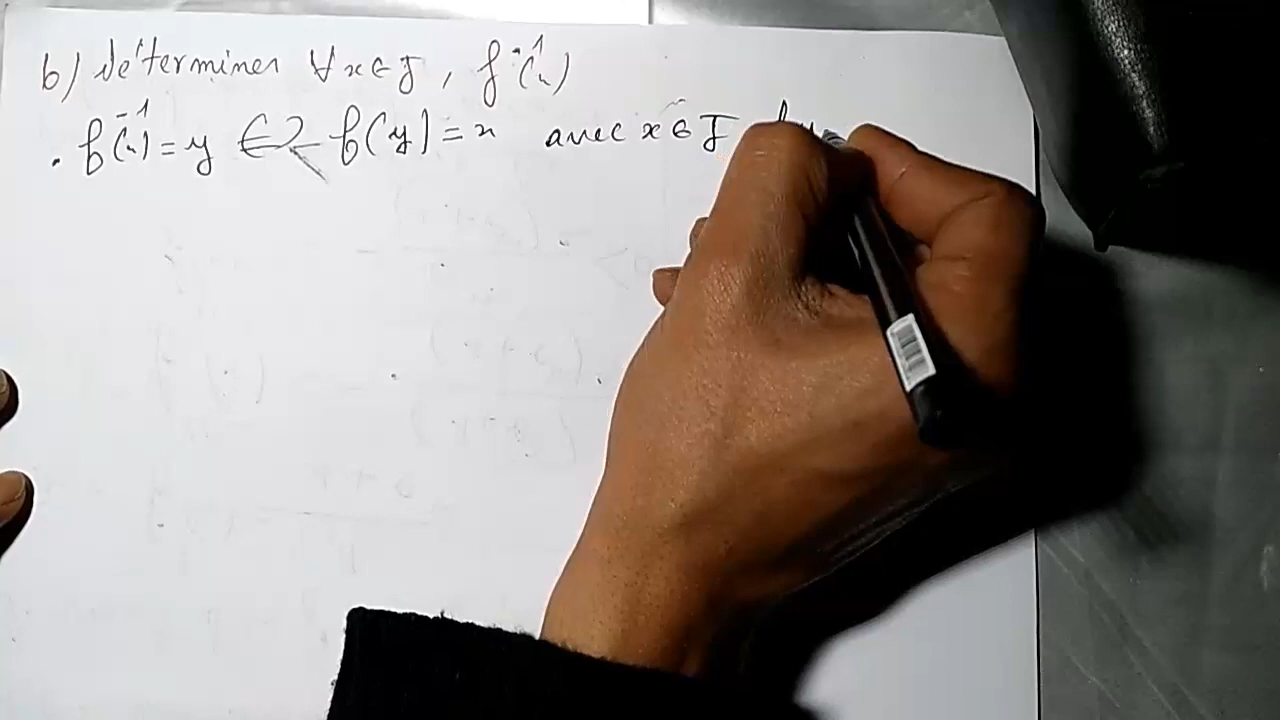 b) Déterminer ∀x∈J, f⁻¹(x)
. f⁻¹(x) = y ⟺ f(y) = x avec x∈J